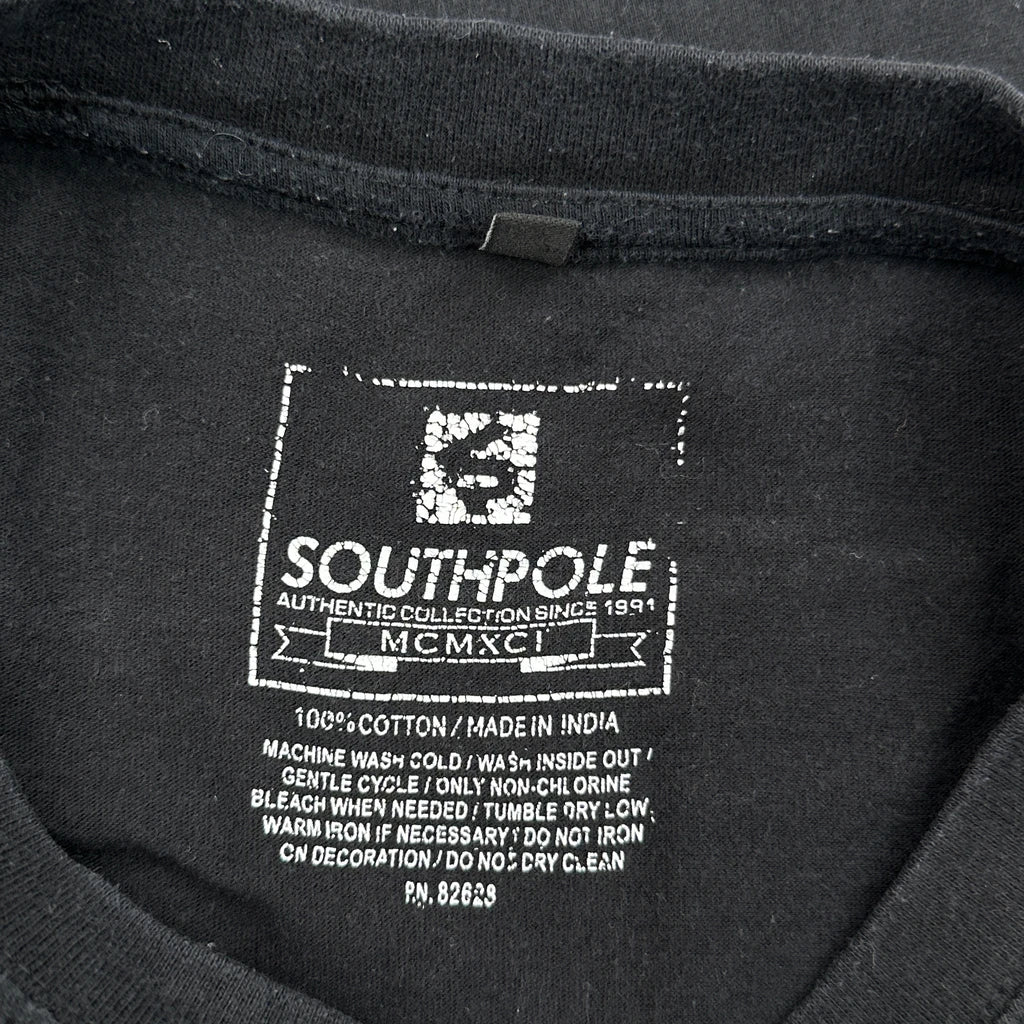 SOUTHPOLE
AUTHENTIC COLLECTION SINCE 1991
MCMXCI
100% COTTON / MADE IN INDIA
MACHINE WASH COLD / WASH INSIDE OUT /
GENTLE CYCLE / ONLY NON-CHLORINE
BLEACH WHEN NEEDED / TUMBLE DRY LOW,
WARM IRON IF NECESSARY / DO NOT IRON
ON DECORATION / DO NOT DRY CLEAN
P.N. 82628